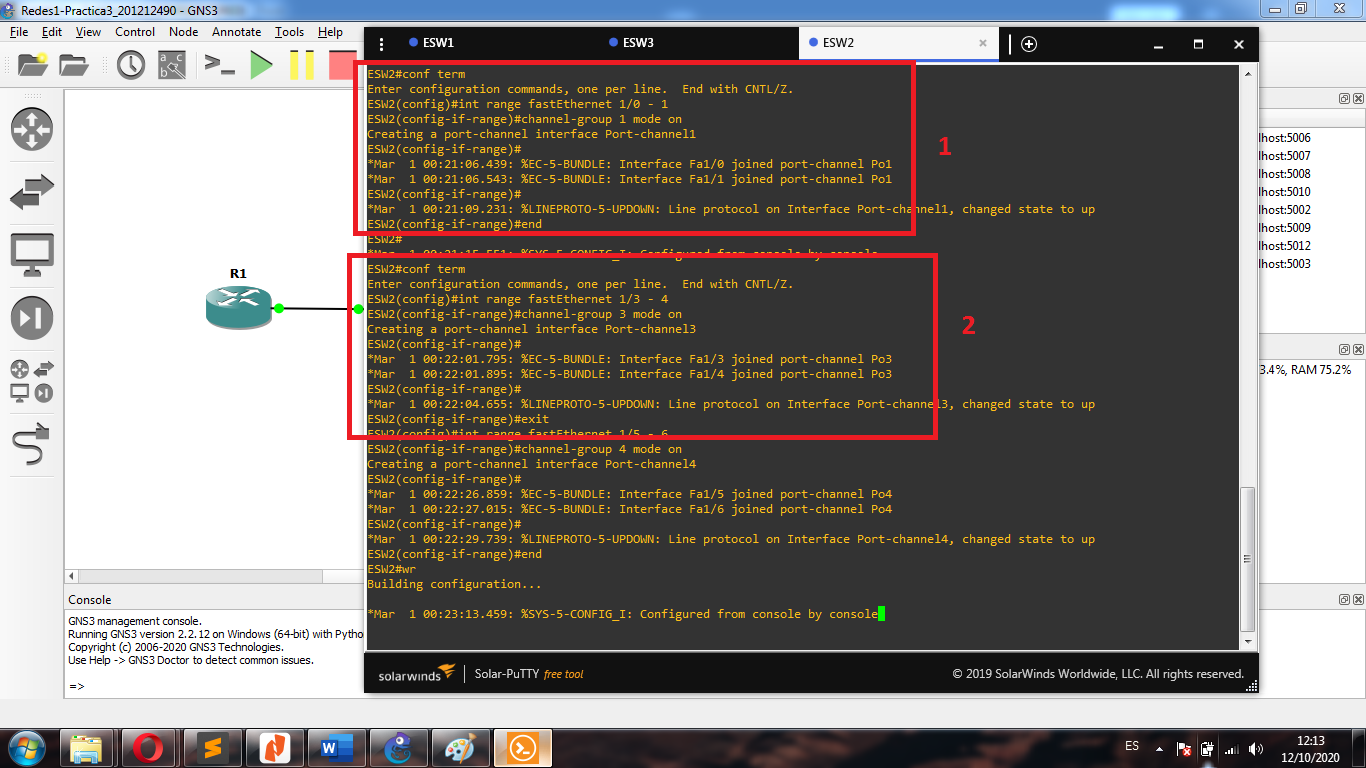 Redes1-Practica3_201212490 - GNS3
File Edit View Control Node Annotate Tools Help
ESW1
ESW3
ESW2
ESW2#conf term
Enter configuration commands, one per line.  End with CNTL/Z.
ESW2(config)#int range fastEthernet 1/0 - 1
ESW2(config-if-range)#channel-group 1 mode on
Creating a port-channel interface Port-channel1
ESW2(config-if-range)#
*Mar  1 00:21:06.439: %EC-5-BUNDLE: Interface Fa1/0 joined port-channel Po1
*Mar  1 00:21:06.543: %EC-5-BUNDLE: Interface Fa1/1 joined port-channel Po1
ESW2(config-if-range)#
*Mar  1 00:21:09.231: %LINEPROTO-5-UPDOWN: Line protocol on Interface Port-channel1, changed state to up
ESW2(config-if-range)#end
ESW2#
*Mar  1 00:21:15.551: %SYS-5-CONFIG_I: Configured from console by console
ESW2#conf term
Enter configuration commands, one per line.  End with CNTL/Z.
ESW2(config)#int range fastEthernet 1/3 - 4
ESW2(config-if-range)#channel-group 3 mode on
Creating a port-channel interface Port-channel3
ESW2(config-if-range)#
*Mar  1 00:22:01.795: %EC-5-BUNDLE: Interface Fa1/3 joined port-channel Po3
*Mar  1 00:22:01.895: %EC-5-BUNDLE: Interface Fa1/4 joined port-channel Po3
ESW2(config-if-range)#
*Mar  1 00:22:04.655: %LINEPROTO-5-UPDOWN: Line protocol on Interface Port-channel3, changed state to up
ESW2(config-if-range)#exit
ESW2(config)#int range fastEthernet 1/5 - 6
ESW2(config-if-range)#channel-group 4 mode on
Creating a port-channel interface Port-channel4
ESW2(config-if-range)#
*Mar  1 00:22:26.859: %EC-5-BUNDLE: Interface Fa1/5 joined port-channel Po4
*Mar  1 00:22:27.015: %EC-5-BUNDLE: Interface Fa1/6 joined port-channel Po4
ESW2(config-if-range)#
*Mar  1 00:22:29.739: %LINEPROTO-5-UPDOWN: Line protocol on Interface Port-channel4, changed state to up
ESW2(config-if-range)#end
ESW2#wr
Building configuration...
*Mar  1 00:23:13.459: %SYS-5-CONFIG_I: Configured from console by console
1
2
R1
lhost:5006
lhost:5007
lhost:5008
lhost:5010
lhost:5002
lhost:5009
lhost:5012
lhost:5003
3.4%, RAM 75.2%
solarwinds Solar-PuTTY free tool
© 2019 SolarWinds Worldwide, LLC. All rights reserved.
Console
GNS3 management console.
Running GNS3 version 2.2.12 on Windows (64-bit) with Pytho
Copyright (c) 2006-2020 GNS3 Technologies.
Use Help -> GNS3 Doctor to detect common issues.
=>
ES
12:13
12/10/2020